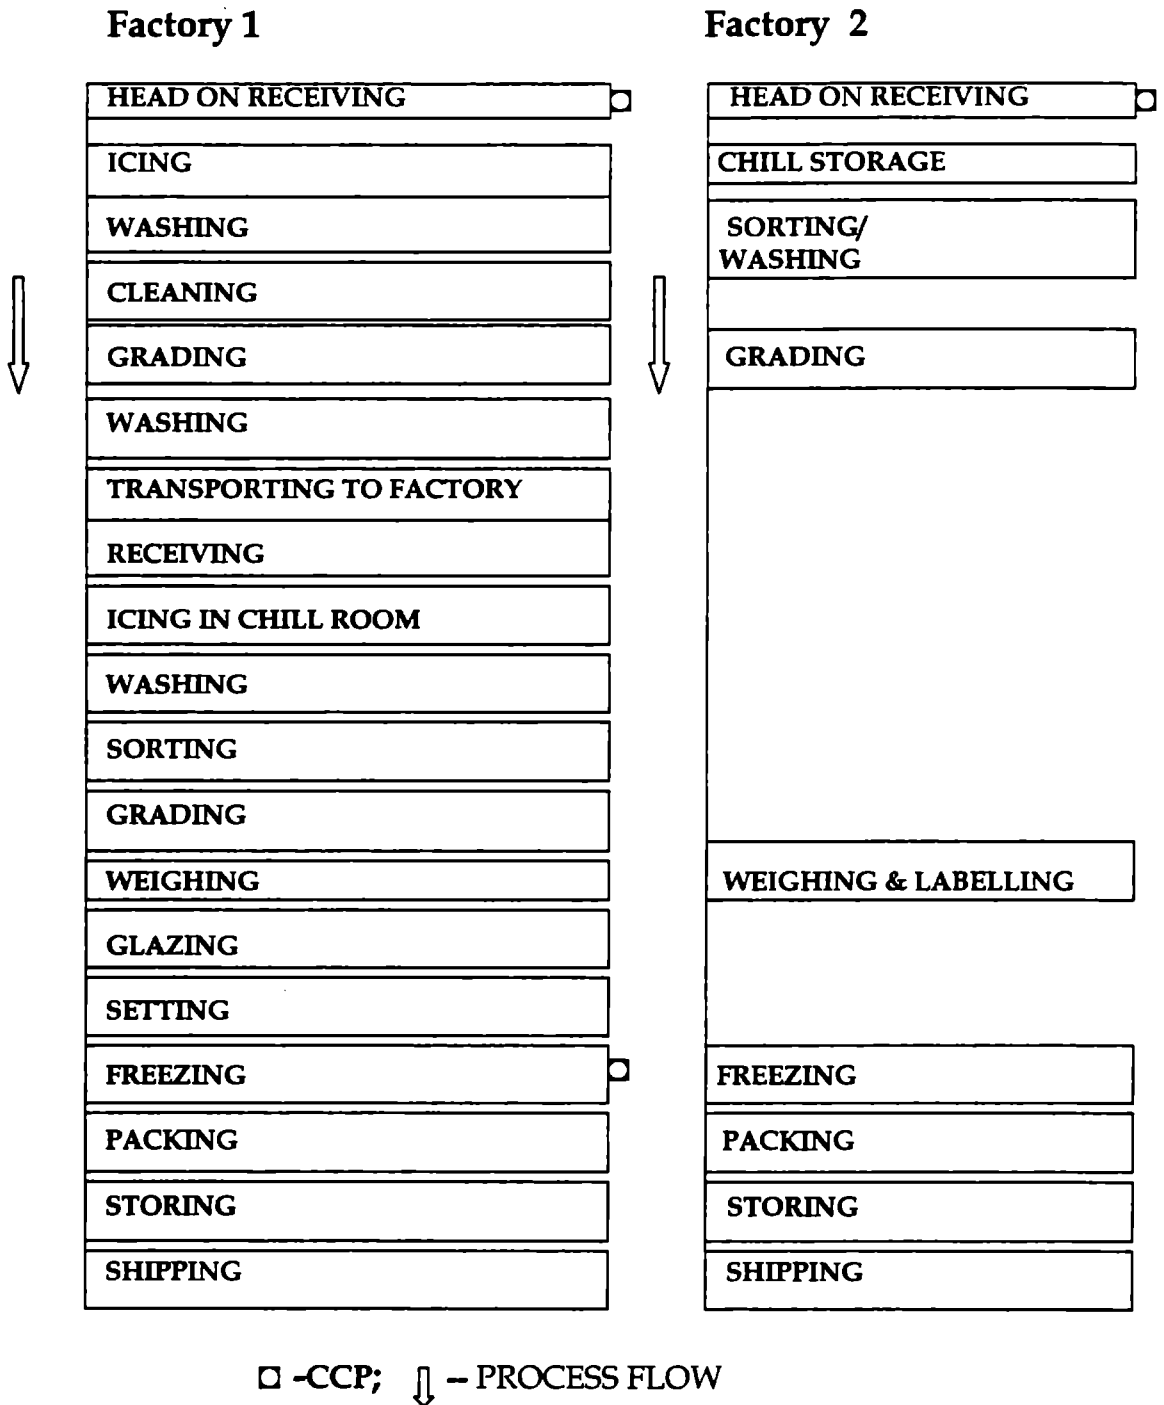 Factory 1
HEAD ON RECEIVING
ICING
WASHING
CLEANING
GRADING
WASHING
TRANSPORTING TO FACTORY
RECEIVING
ICING IN CHILL ROOM
WASHING
SORTING
GRADING
WEIGHING
GLAZING
SETTING
FREEZING
PACKING
STORING
SHIPPING
Factory 2
HEAD ON RECEIVING
CHILL STORAGE
SORTING/
WASHING
GRADING
WEIGHING & LABELLING
FREEZING
PACKING
STORING
SHIPPING
-CCP; – PROCESS FLOW